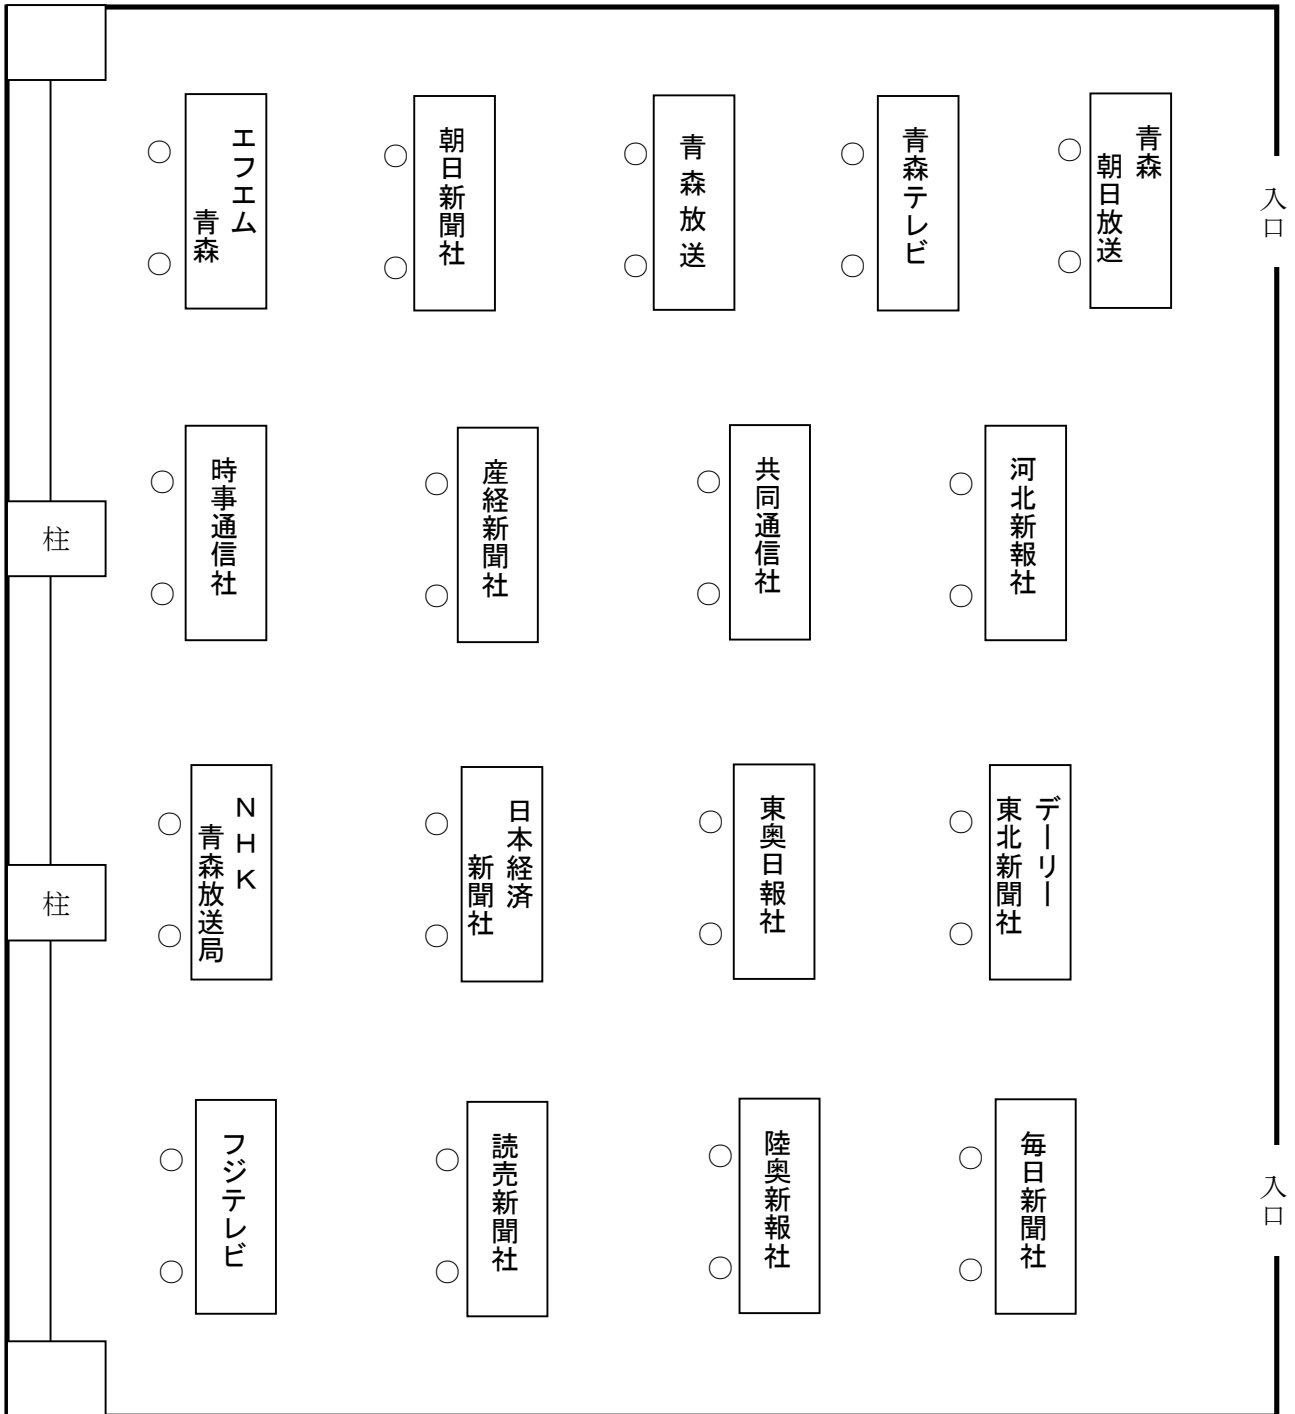 エフエム
青森
朝日新聞社
青森放送
青森テレビ
青森
朝日放送
入口
時事通信社
産経新聞社
共同通信社
河北新報社
柱
ＮＨＫ
青森放送局
日本経済
新聞社
東奥日報社
デーリー
東北新聞社
柱
フジテレビ
読売新聞社
陸奥新報社
毎日新聞社
入口